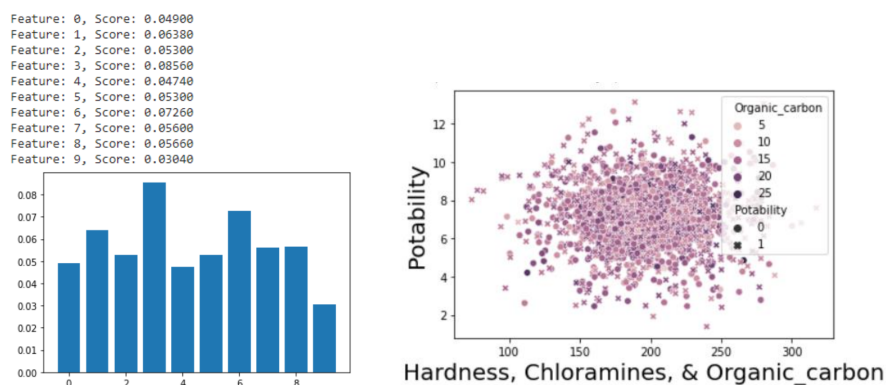 Feature: 0, Score: 0.04900
Feature: 1, Score: 0.06380
Feature: 2, Score: 0.05300
Feature: 3, Score: 0.08560
Feature: 4, Score: 0.04740
Feature: 5, Score: 0.05300
Feature: 6, Score: 0.07260
Feature: 7, Score: 0.05600
Feature: 8, Score: 0.05660
Feature: 9, Score: 0.03040
0.08
0.07
0.06
0.05
0.04
0.03
0.02
0.01
0.00
0 2 4 6 8
Potability
12
10
8
6
4
2
Organic_carbon
5
10
15
20
25
Potability
0
1
100 150 200 250 300
Hardness, Chloramines, & Organic_carbon